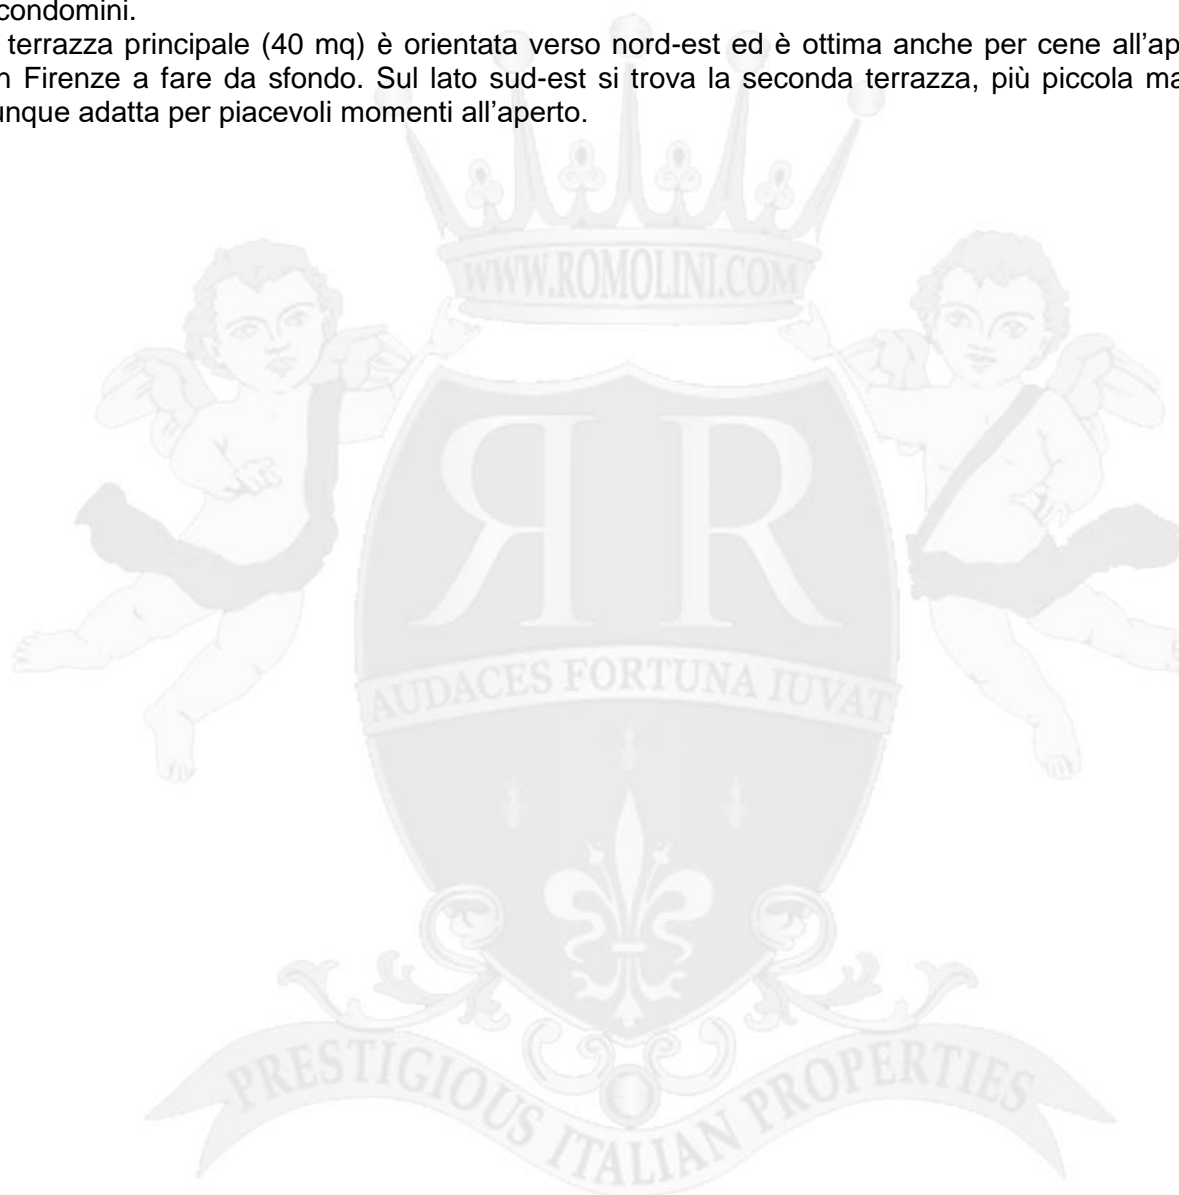 condomini.
terrazza principale (40 mq) è orientata verso nord-est ed è ottima anche per cene all'ap
n Firenze a fare da sfondo. Sul lato sud-est si trova la seconda terrazza, più piccola ma
unque adatta per piacevoli momenti all'aperto.
WWW.ROMOLINI.COM
R R
AUDACES FORTUNA IUVAT
PRESTIGIOUS ITALIAN PROPERTIES